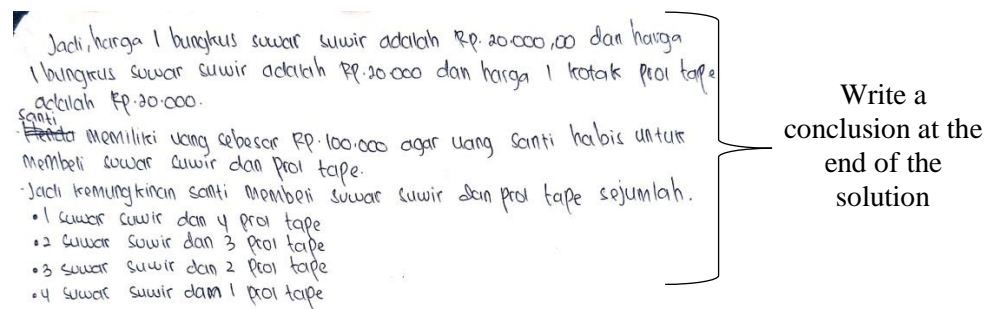 Jadi, harga 1 bungkus suwar suwir adalah Rp. 20.000,00 dan harga
1 bungkus suwar suwir adalah Rp. 20.000 dan harga 1 kotak prol tape
adalah Rp. 20.000.
Santi
memiliki uang sebesar Rp. 100.000 agar uang Santi habis untuk
membeli suwar suwir dan prol tape.
·Jadi kemungkinan santi membeli suwar suwir dan prol tape sejumlah.
•1 suwar suwir dan 4 prol tape
•2 suwar suwir dan 3 prol tape
•3 suwar suwir dan 2 prol tape
•4 suwar suwir dam 1 prol tape
Write a
conclusion at the
end of the
solution